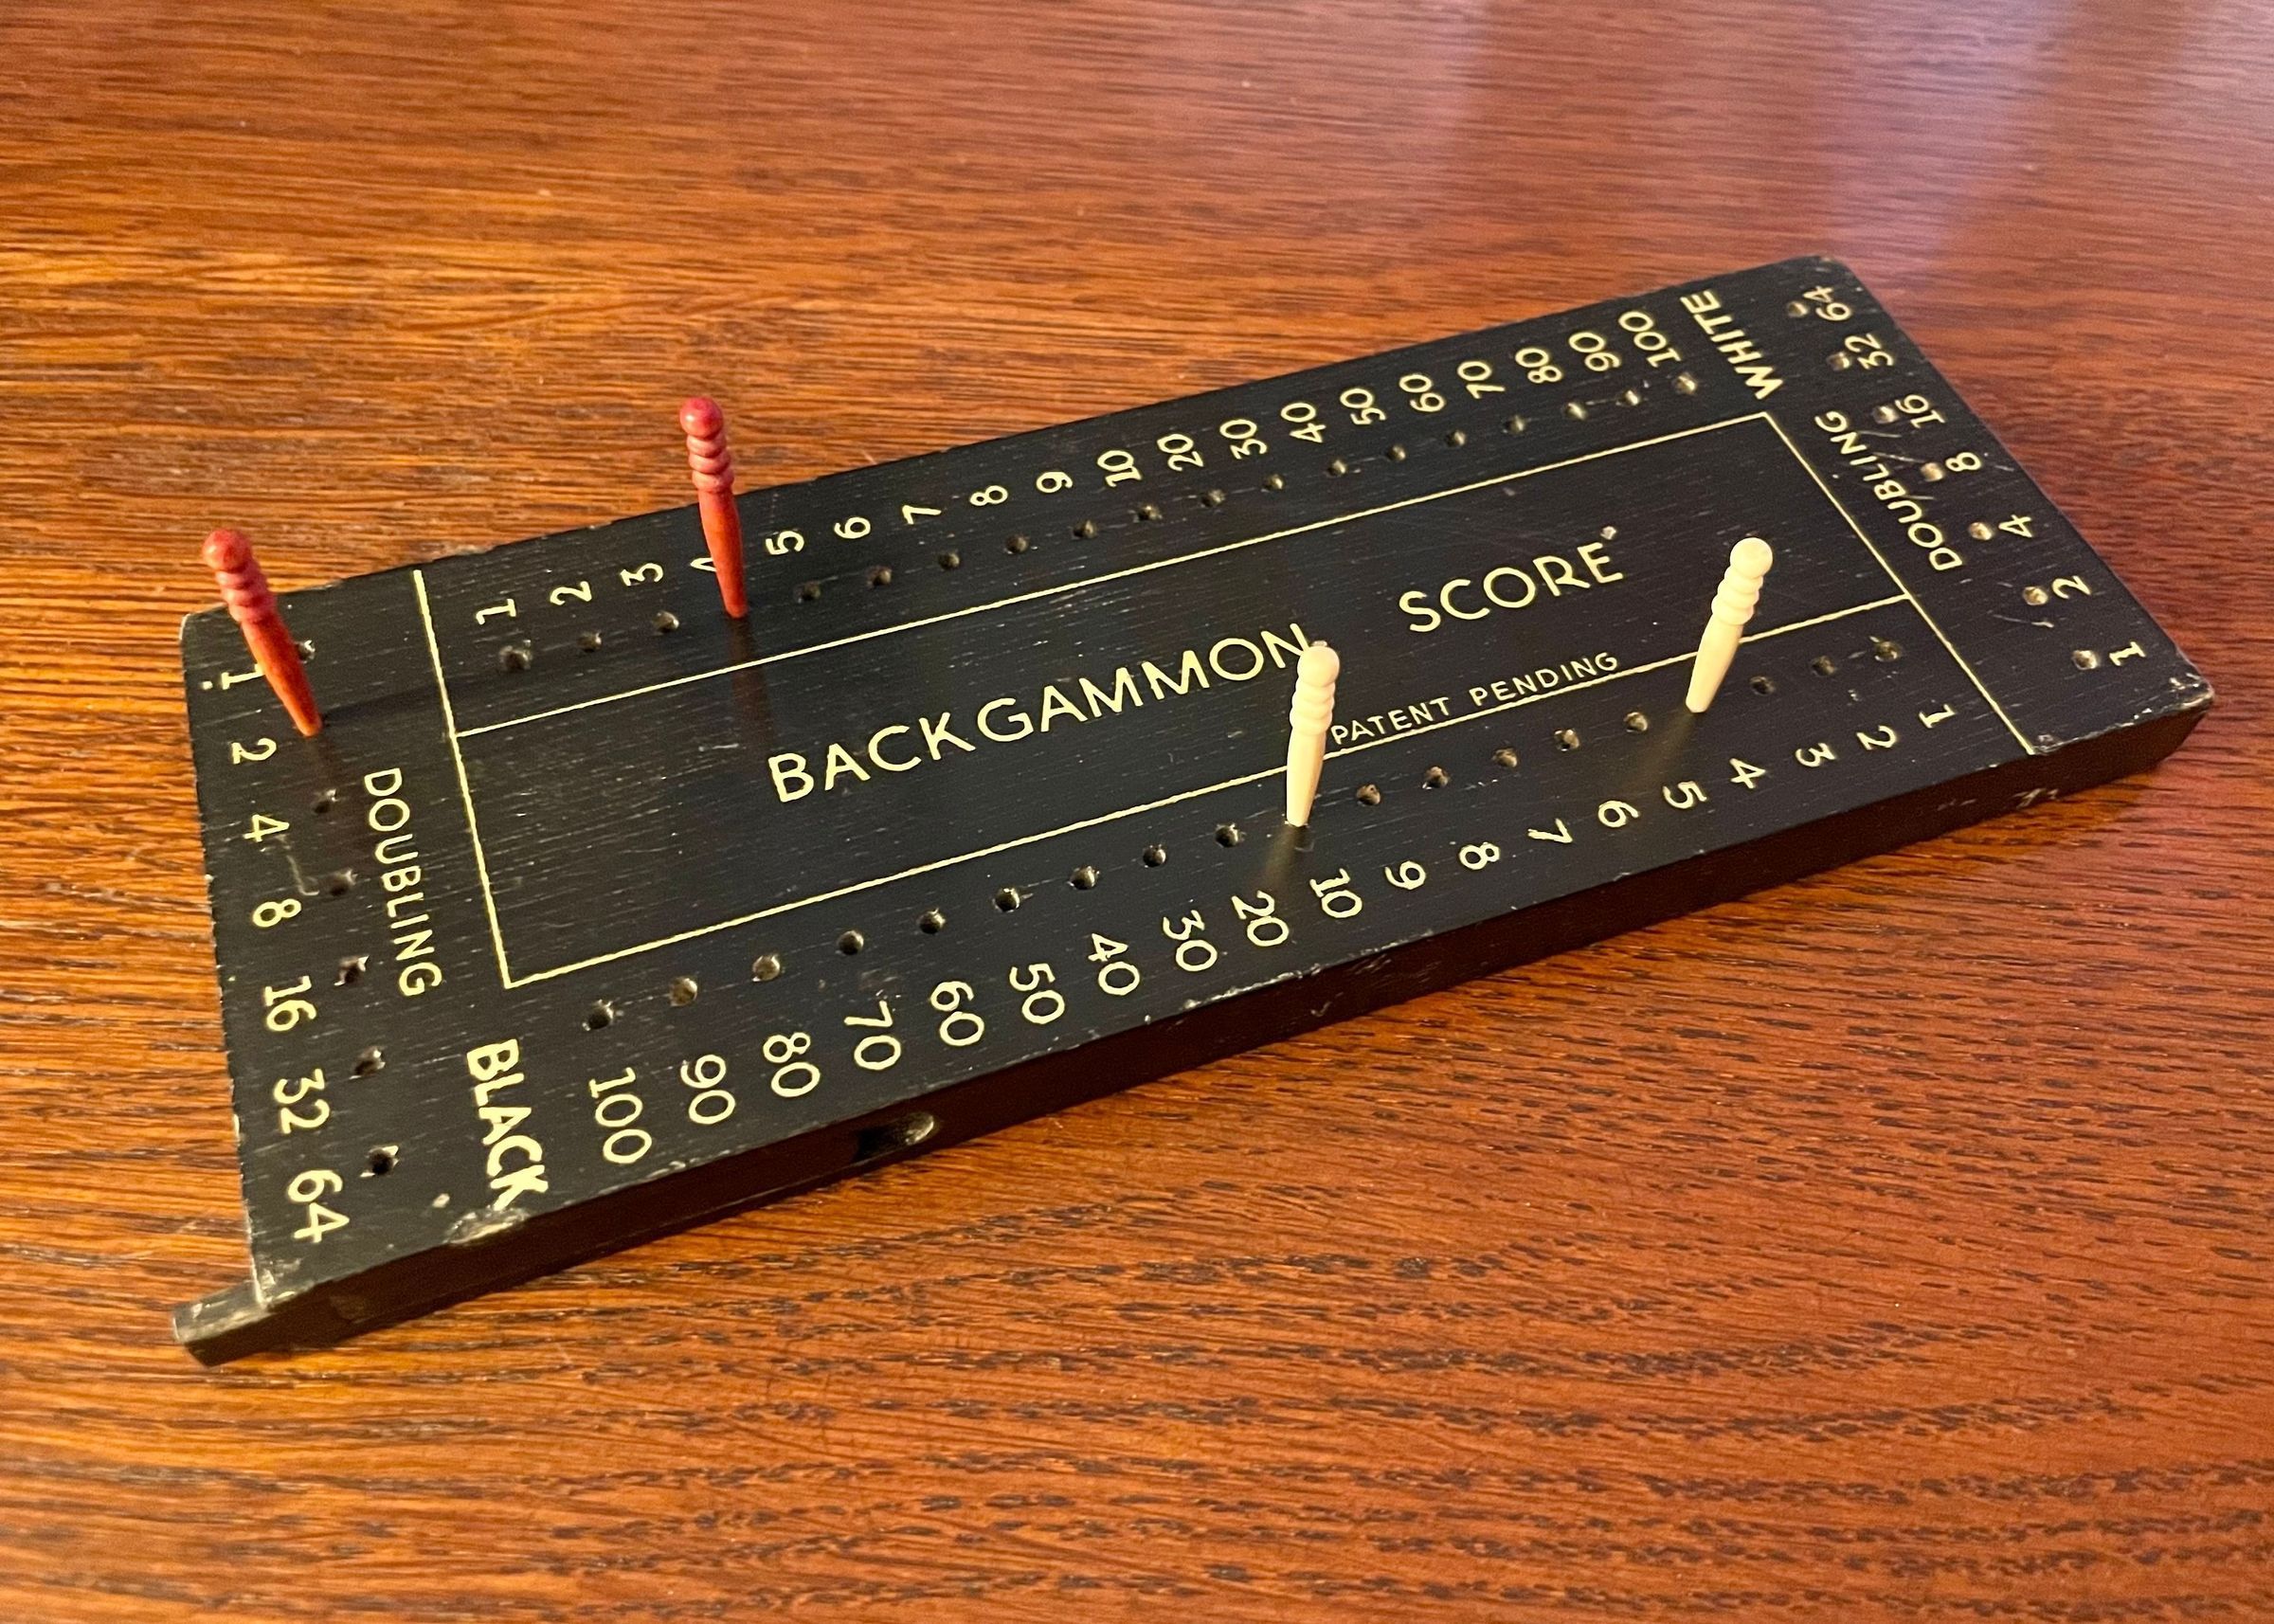 1 2 3 4 5 6 7 8 9 10 20 30 40 50 60 70 80 90 100
WHITE
64 32 16 8 4 2 1
DOUBLING
BACKGAMMON SCORE
PATENT PENDING
1 2 4 8 16 32 64
DOUBLING
BLACK
100 90 80 70 60 50 40 30 20 10 9 8 7 6 5 4 3 2 1